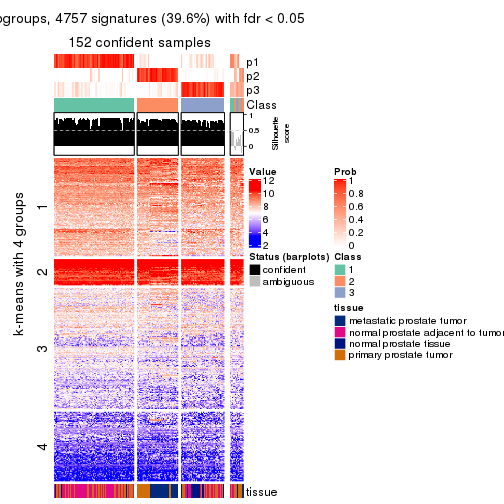 groups, 4757 signatures (39.6%) with fdr < 0.05
152 confident samples
p1
p2
p3
Class
1
0.5
0
Silhouette
score
k-means with 4 groups
1
2
3
4
Value
12
10
8
6
4
2
Prob
1
0.8
0.6
0.4
0.2
0
Status (barplots)
confident
ambiguous
Class
1
2
3
tissue
metastatic prostate tumor
normal prostate adjacent to tumor
normal prostate tissue
primary prostate tumor
tissue